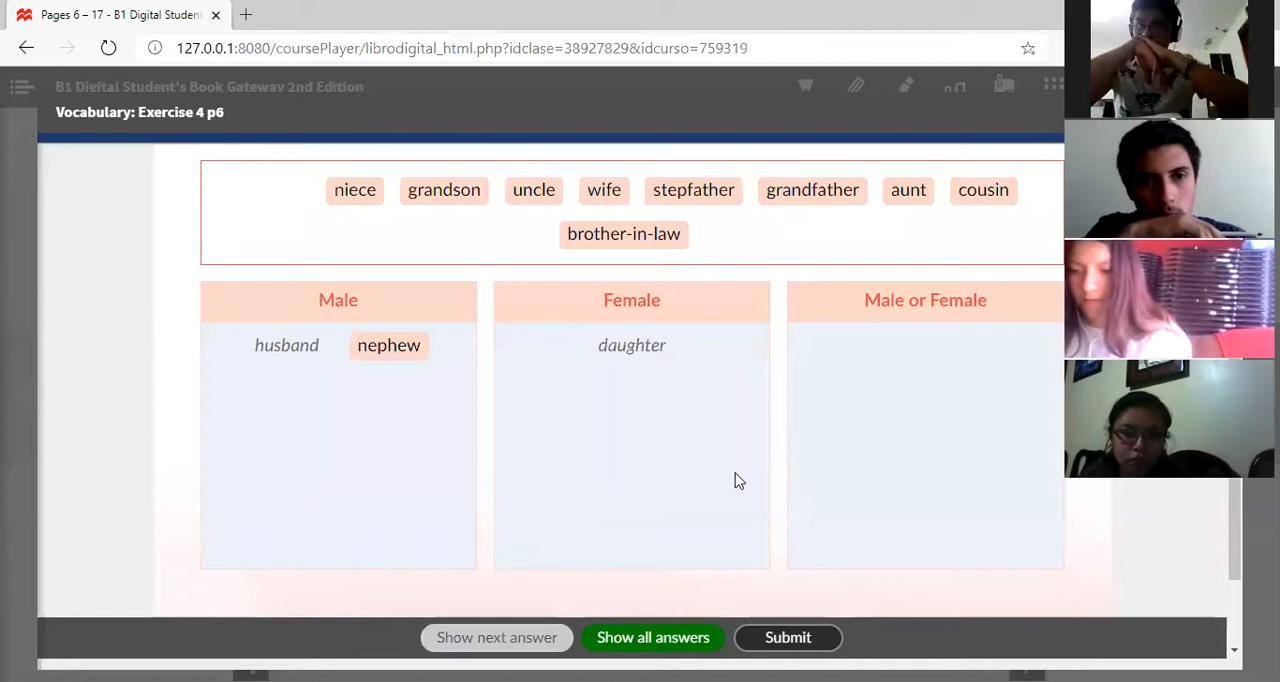 Pages 6 – 17 - B1 Digital Student
127.0.0.1:8080/coursePlayer/librodigital_html.php?idclase=38927829&idcurso=759319
B1 Digital Student's Book Gateway 2nd Edition
Vocabulary: Exercise 4 p6
niece grandson uncle wife stepfather grandfather aunt cousin
brother-in-law
Male Female Male or Female
husband nephew daughter
Show next answer Show all answers Submit